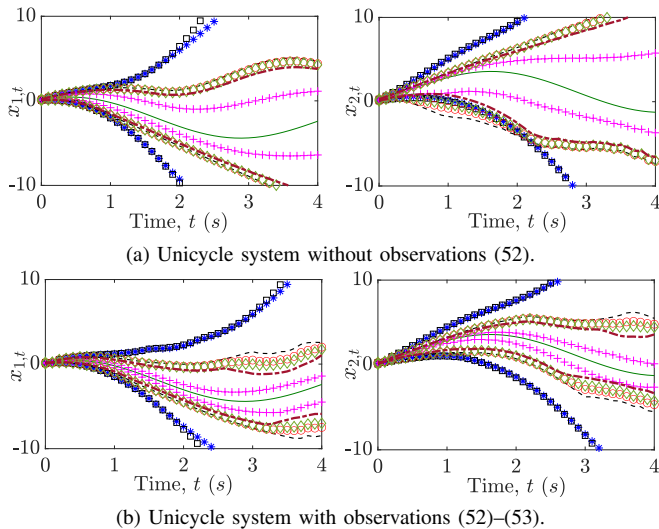 10
0
-10
x₁,t
0 1 2 3 4
Time, t (s)
10
0
-10
x₂,t
0 1 2 3 4
Time, t (s)
(a) Unicycle system without observations (52).
10
0
-10
x₁,t
0 1 2 3 4
Time, t (s)
10
0
-10
x₂,t
0 1 2 3 4
Time, t (s)
(b) Unicycle system with observations (52)–(53).